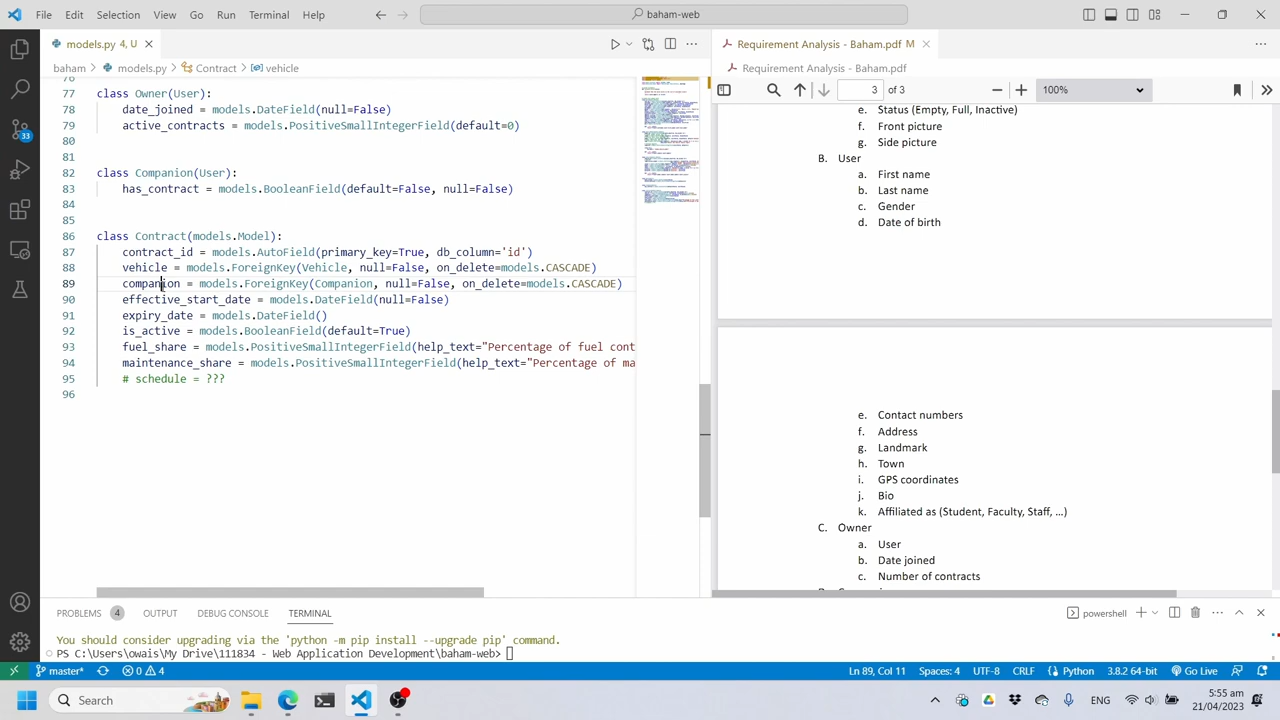 File Edit Selection View Go Run Terminal Help
baham-web
models.py 4, U
Requirement Analysis - Baham.pdf M
baham > models.py > Contract > vehicle
Requirement Analysis - Baham.pdf
3 of 3
100%
77 class Owner(User):
78 date_joined = models.DateField(null=False)
79 active_contracts = models.PositiveSmallIntegerField(default=0)
80
81
82 class Companion(User):
83 has_contract = models.BooleanField(default=False, null=False)
84
85
86 class Contract(models.Model):
87 contract_id = models.AutoField(primary_key=True, db_column='id')
88 vehicle = models.ForeignKey(Vehicle, null=False, on_delete=models.CASCADE)
89 companion = models.ForeignKey(Companion, null=False, on_delete=models.CASCADE)
90 effective_start_date = models.DateField(null=False)
91 expiry_date = models.DateField()
92 is_active = models.BooleanField(default=True)
93 fuel_share = models.PositiveSmallIntegerField(help_text="Percentage of fuel cont
94 maintenance_share = models.PositiveSmallIntegerField(help_text="Percentage of ma
95 # schedule = ???
96
Status (Enum: Full, Inactive)
f. Front picture
g. Side picture
B. User
a. First name
b. Last name
c. Gender
d. Date of birth
e. Contact numbers
f. Address
g. Landmark
h. Town
i. GPS coordinates
j. Bio
k. Affiliated as (Student, Faculty, Staff, ...)
C. Owner
a. User
b. Date joined
c. Number of contracts
33
PROBLEMS 4 OUTPUT DEBUG CONSOLE TERMINAL
powershell
You should consider upgrading via the 'python -m pip install --upgrade pip' command.
PS C:\Users\owais\My Drive\111834 - Web Application Development\baham-web>
master* 0 4 Ln 89, Col 11 Spaces: 4 UTF-8 CRLF Python 3.8.2 64-bit Go Live
Search
ENG
5:55 pm
21/04/2023